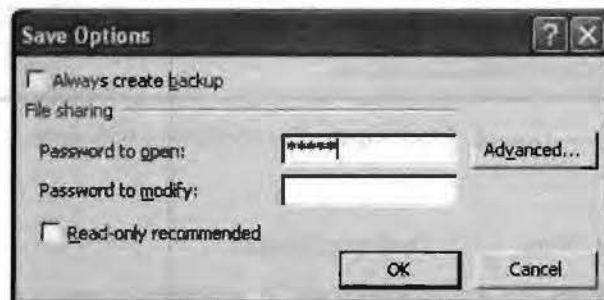 Save Options ? X
Always create backup
File sharing
Password to open: ***** Advanced...
Password to modify:
Read-only recommended
OK Cancel